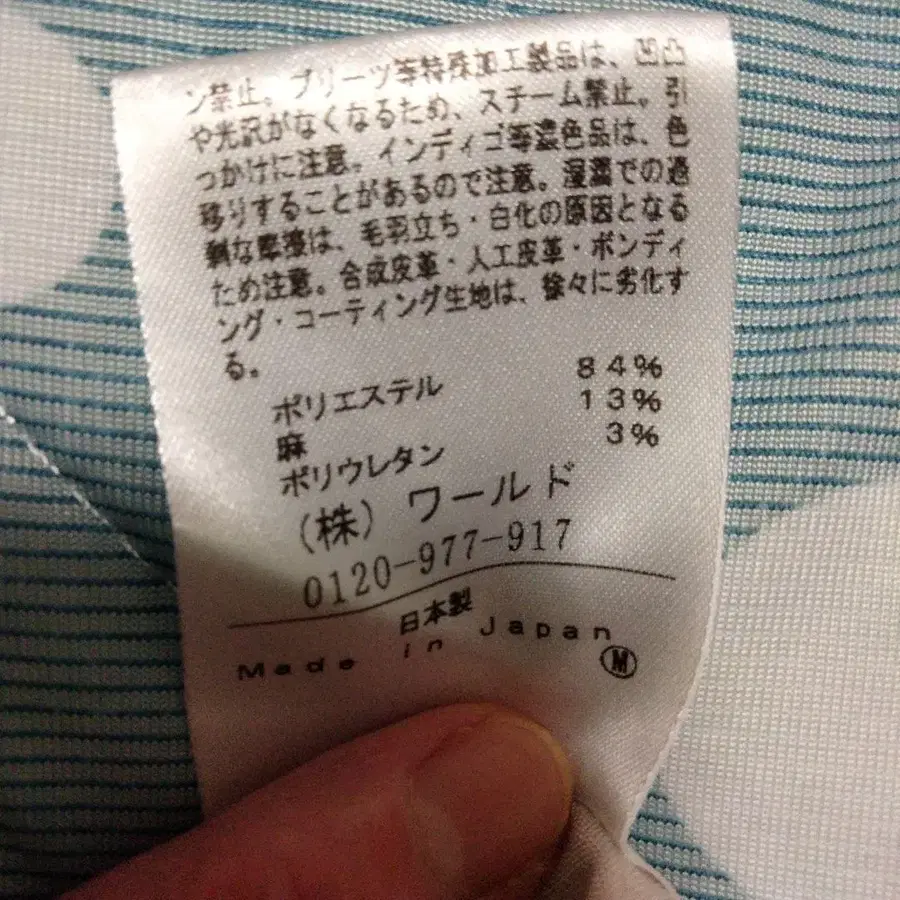 ン禁止。プリーツ等特殊加工製品は、凹凸
や光沢がなくなるため、スチーム禁止。引
っかけに注意。インディゴ等濃色品は、色
移りすることがあるので注意。湿潤での過
剰な摩擦は、毛羽立ち・白化の原因となる
ため注意。合成皮革・人工皮革・ボンディ
ング・コーティング生地は、徐々に劣化す
る。
ポリエステル 84%
麻 13%
ポリウレタン 3%
(株) ワールド
0120-977-917
日本製
Made in Japan
M